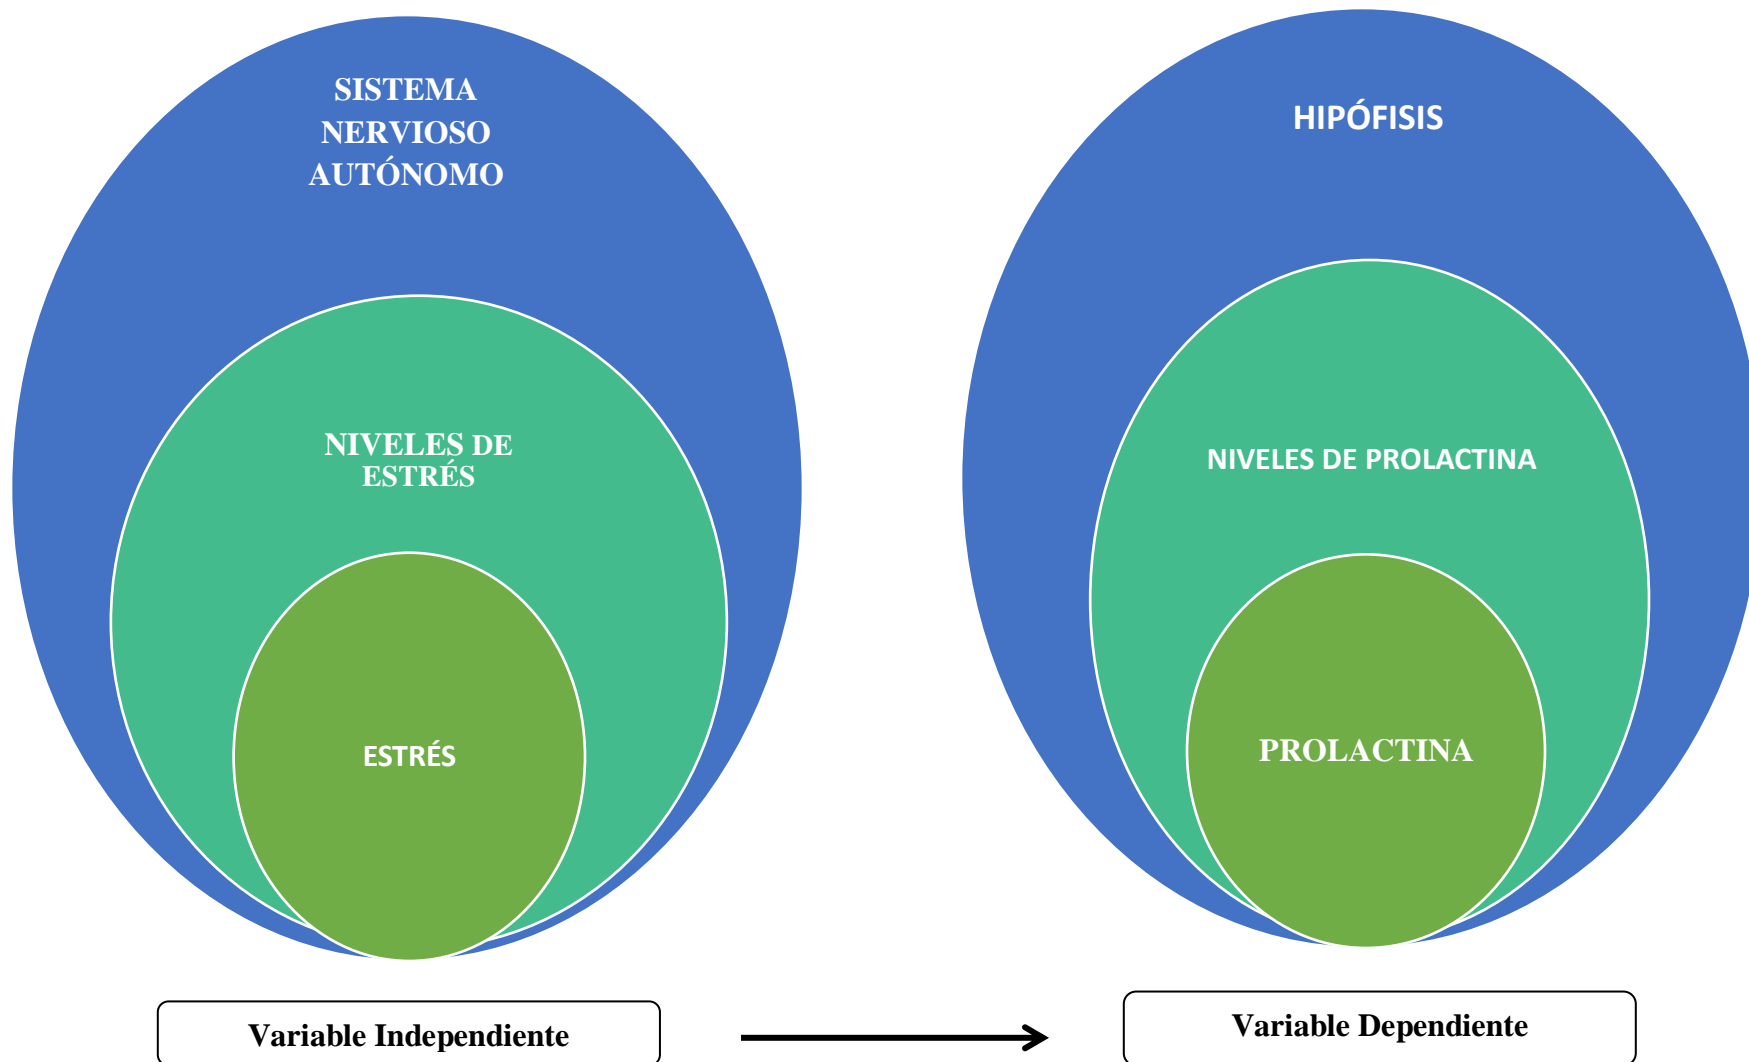 SISTEMA
NERVIOSO
AUTÓNOMO
NIVELES DE
ESTRÉS
ESTRÉS
Variable Independiente
HIPÓFISIS
NIVELES DE PROLACTINA
PROLACTINA
Variable Dependiente